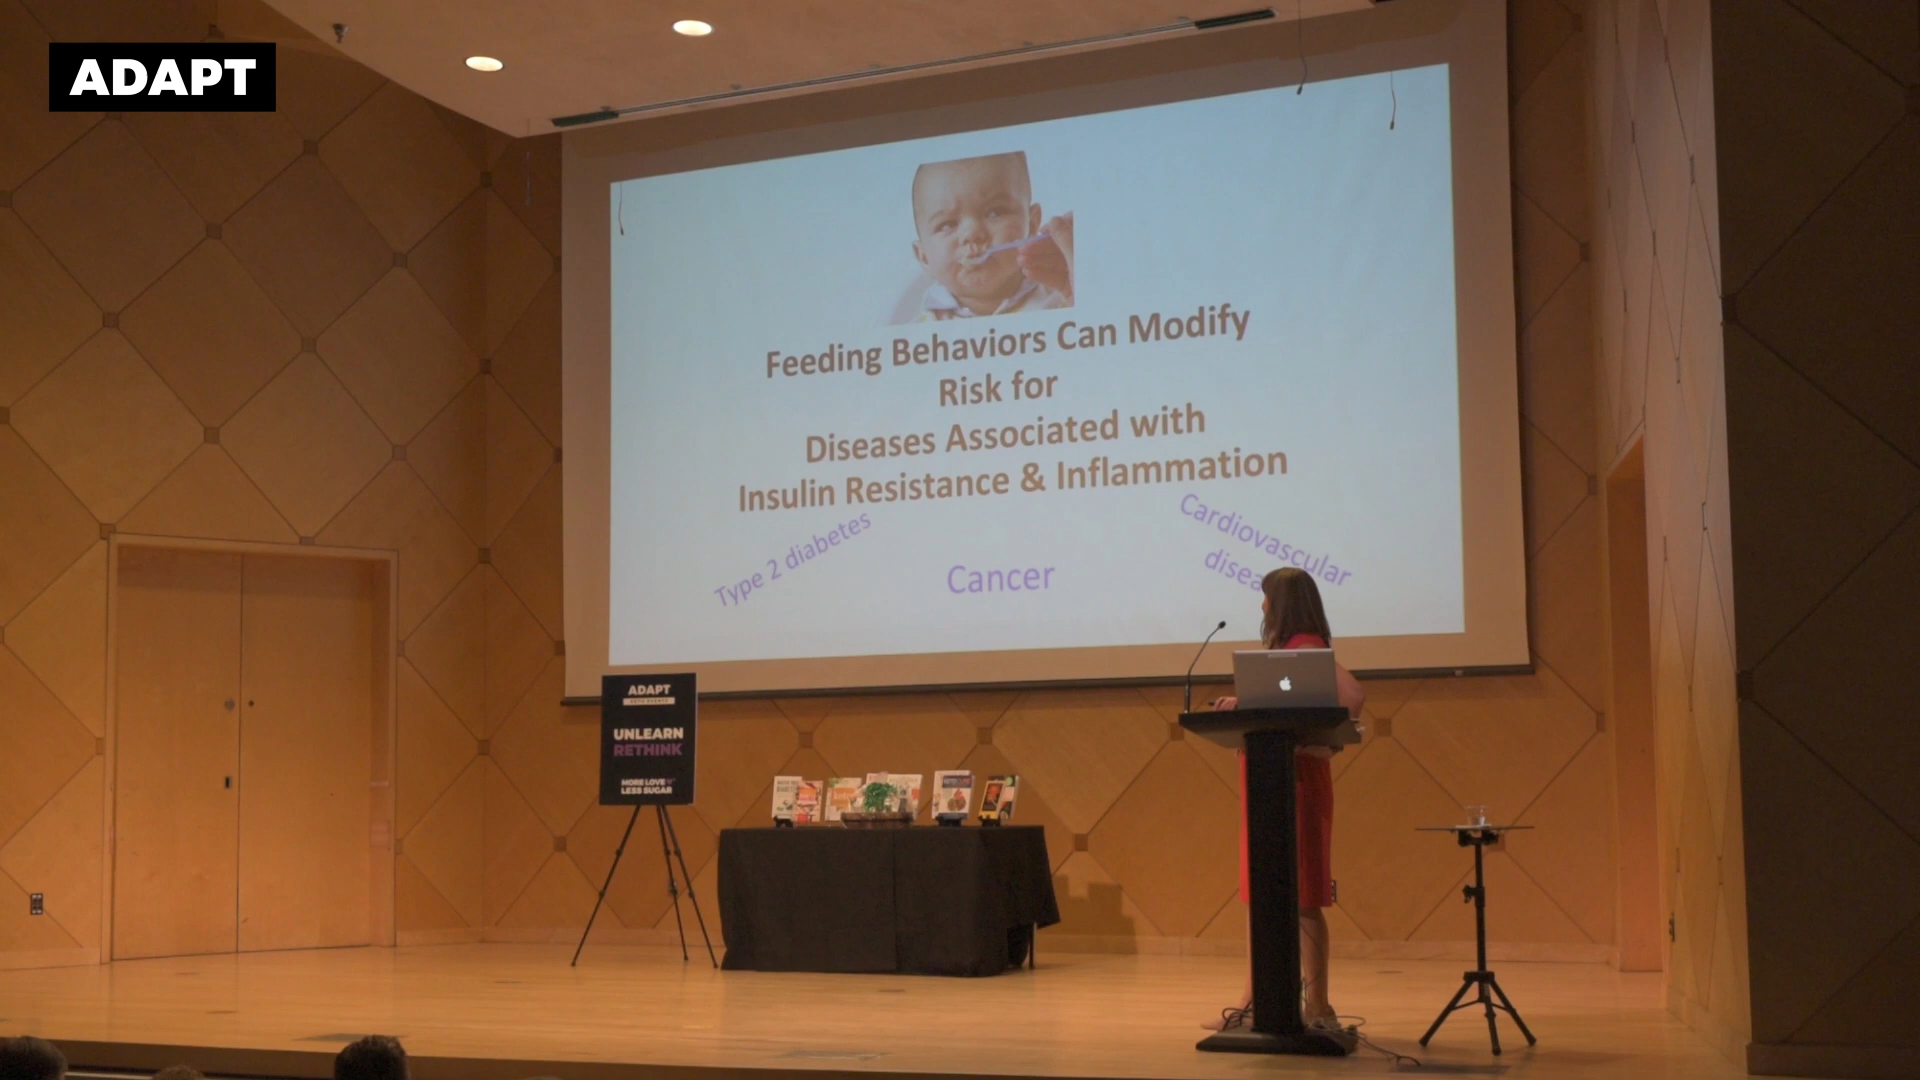 ADAPT
Feeding Behaviors Can Modify
Risk for
Diseases Associated with
Insulin Resistance & Inflammation
Type 2 diabetes
Cancer
Cardiovascular
ADAPT
UNLEARN
RETHINK
MORE LOVE
LESS SUGAR